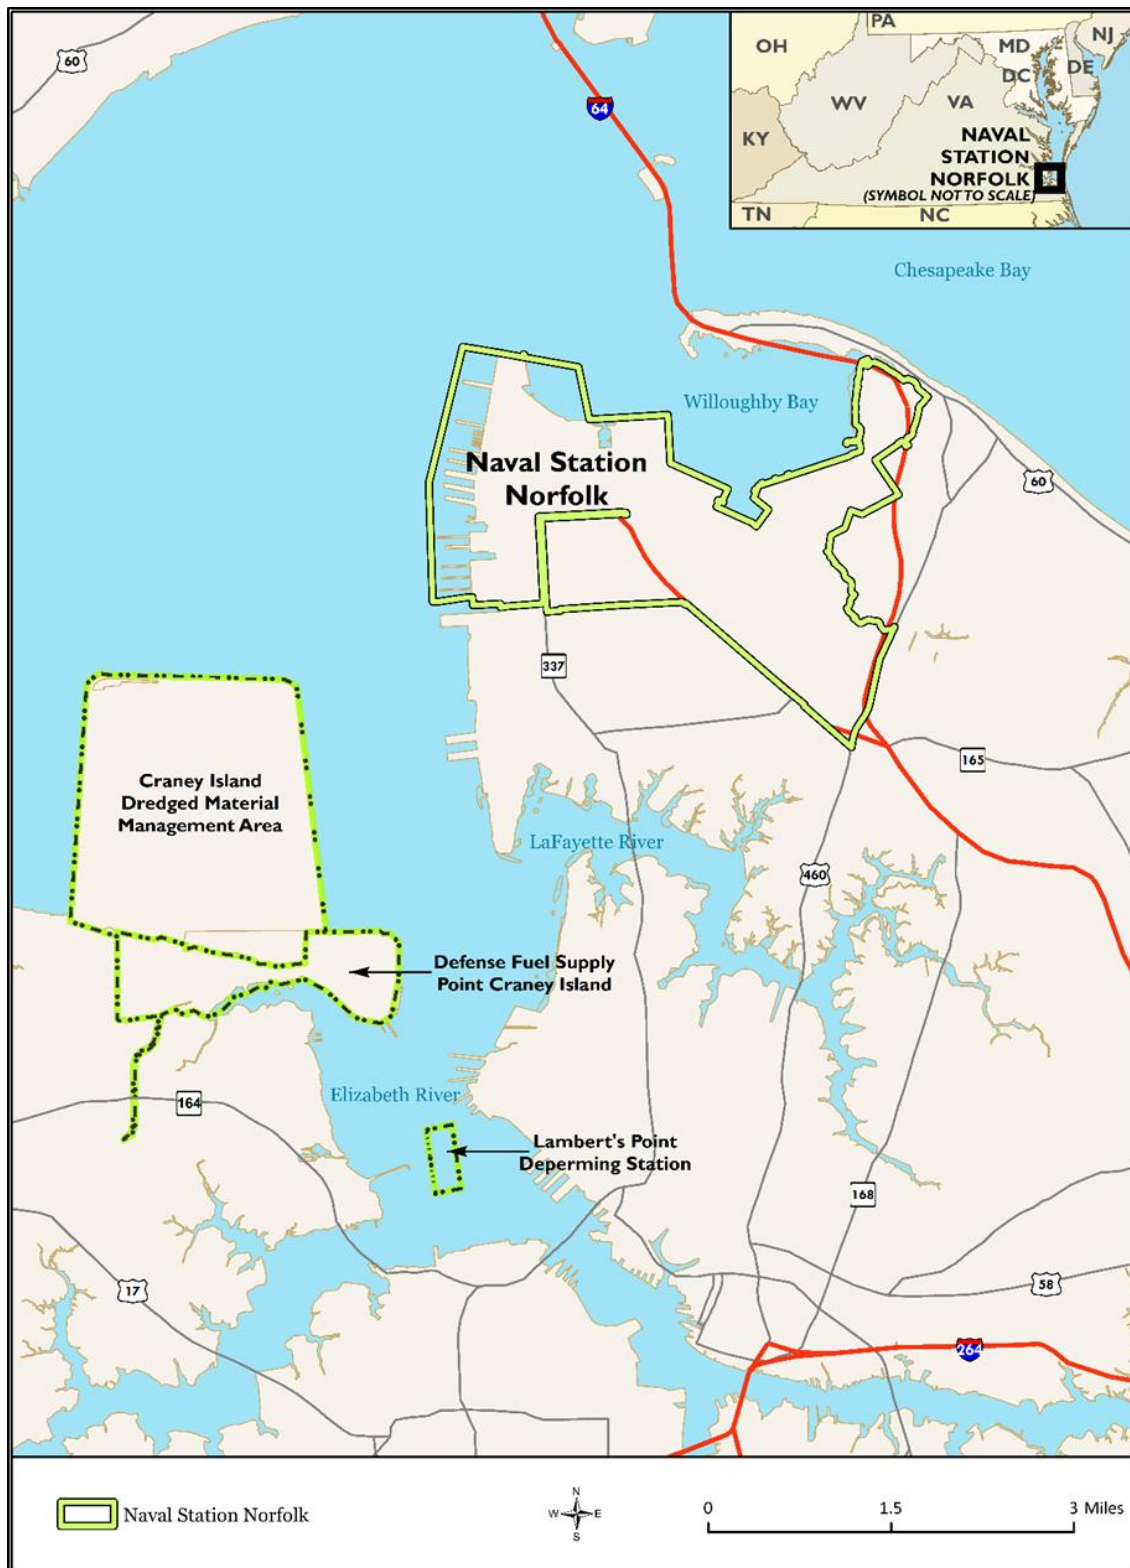 60
64
PA
OH
NJ
MD
DE
DC
WV
VA
KY
NAVAL
STATION
NORFOLK
(SYMBOL NOT TO SCALE)
TN
NC
Chesapeake Bay
Willoughby Bay
Naval Station
Norfolk
60
337
165
Craney Island
Dredged Material
Management Area
LaFayette River
460
Defense Fuel Supply
Point Craney Island
Elizabeth River
164
Lambert's Point
Deperming Station
168
17
58
264
Naval Station Norfolk
N
W E
S
0 1.5 3 Miles